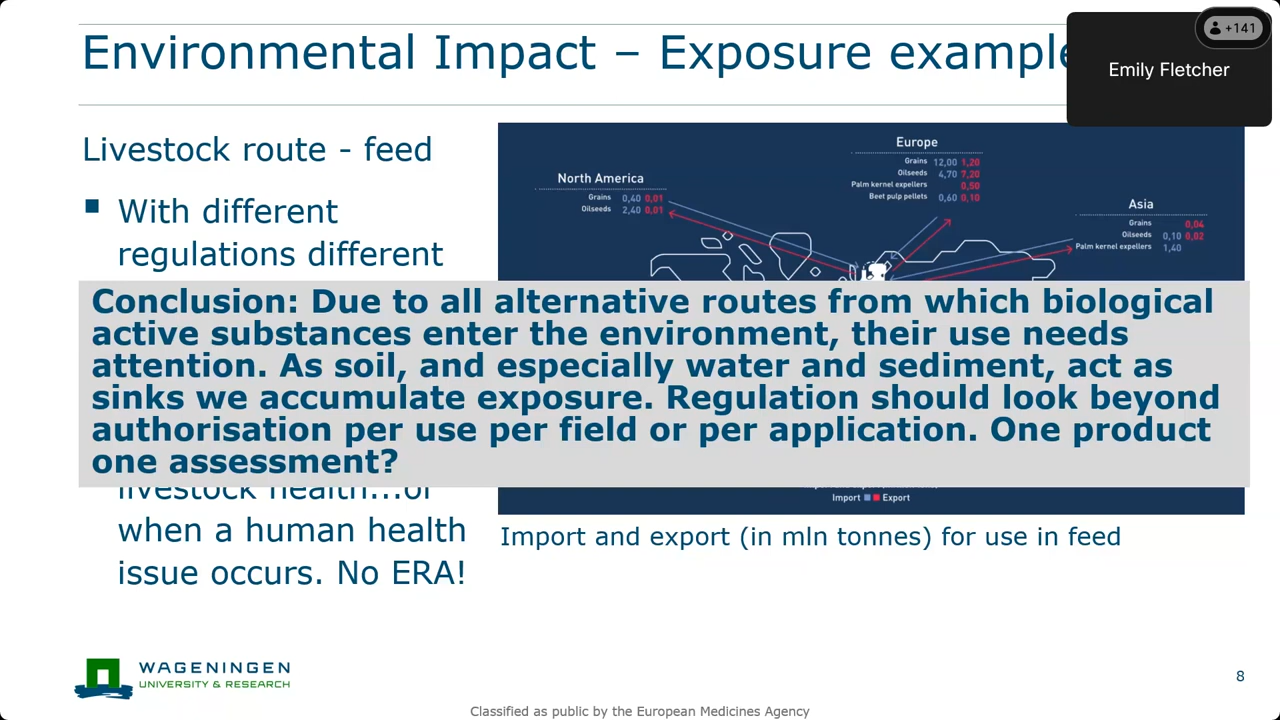 Environmental Impact – Exposure example
+141
Emily Fletcher
Livestock route - feed
▪ With different
regulations different
Conclusion: Due to all alternative routes from which biological
active substances enter the environment, their use needs
attention. As soil, and especially water and sediment, act as
sinks we accumulate exposure. Regulation should look beyond
authorisation per use per field or per application. One product
one assessment?
livestock health...or
when a human health
issue occurs. No ERA!
North America
Grains 0,40 0,01
Oilseeds 2,40 0,01
Europe
Grains 12,00 1,20
Oilseeds 4,70 7,20
Palm kernel expellers 0,50
Beet pulp pellets 0,60 0,10
Asia
Grains 0,04
Oilseeds 0,10 0,02
Palm kernel expellers 1,40
Import Export
Import and export (in mln tonnes) for use in feed
WAGENINGEN
UNIVERSITY & RESEARCH
8
Classified as public by the European Medicines Agency